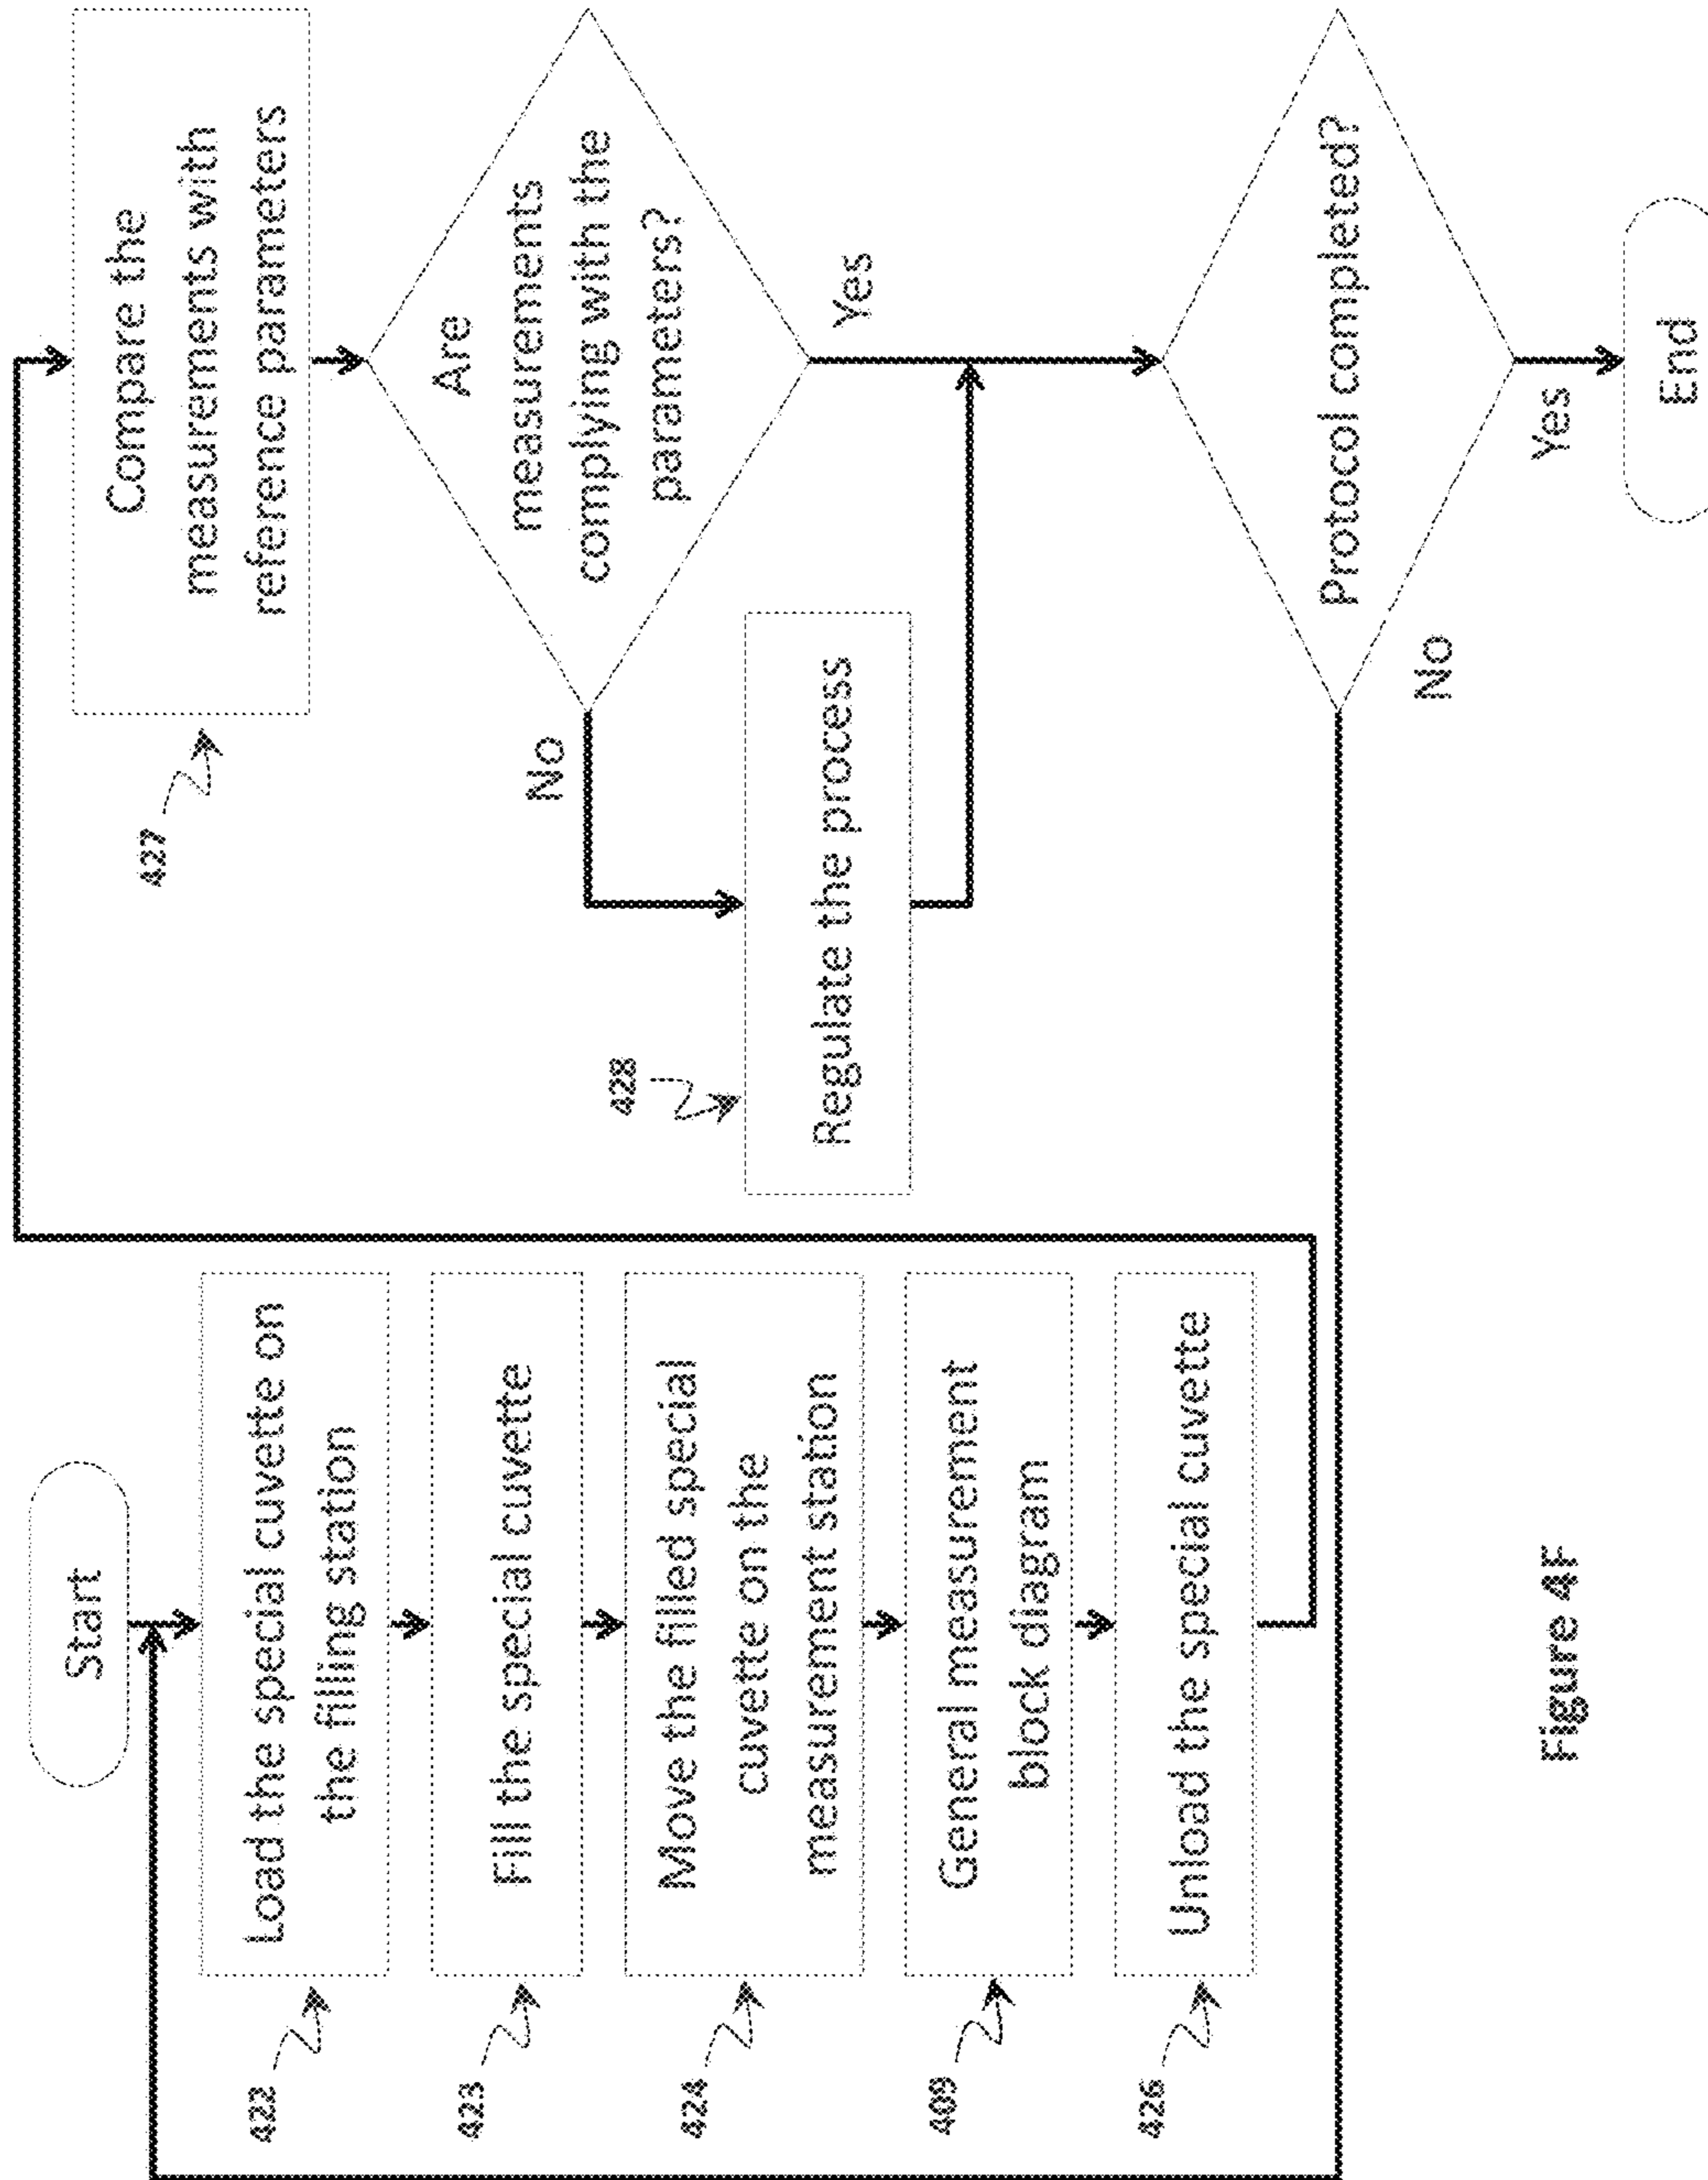 Start
422
Load the special cuvette on
the filling station
423
Fill the special cuvette
424
Move the filled special
cuvette on the
measurement station
409
General measurement
block diagram
426
Unload the special cuvette
427
Compare the
measurements with
reference parameters
Are
measurements
complying with the
parameters?
No
Yes
428
Regulate the process
Protocol completed?
No
Yes
End
Figure 4F